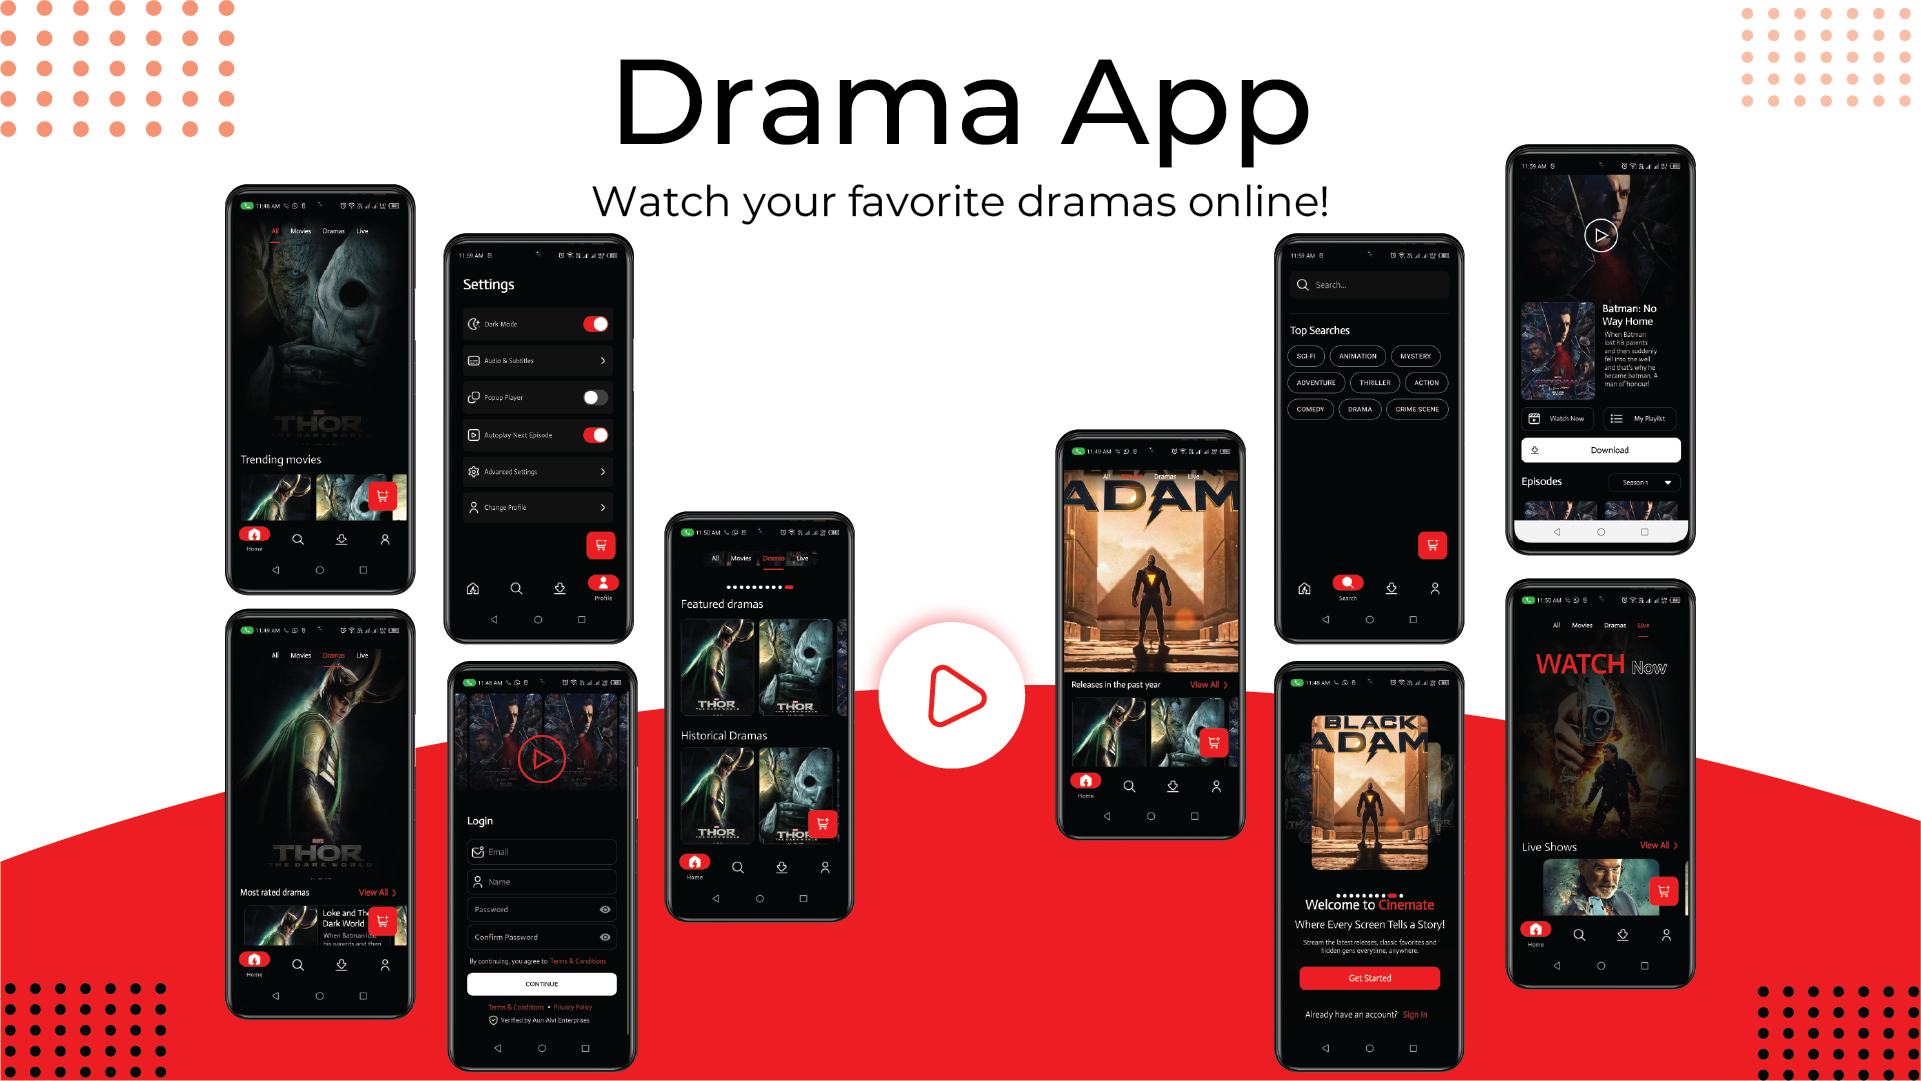 Drama App
Watch your favorite dramas online!
11:48 AM
All Movies Dramas Live
THOR
THE DARK WORLD
Trending movies
Home
11:49 AM
All Movies Dramas Live
THOR
THE DARK WORLD
Most rated dramas View All
Loke and Th
Dark World
When Batman lost
his parents and then
Home
11:59 AM
Settings
Dark Mode
Audio & Subtitles
Popup Player
Autoplay Next Episode
Advanced Settings
Change Profile
Profile
11:48 AM
Login
Email
Name
Password
Confirm Password
By continuing, you agree to Terms & Conditions
CONTINUE
Terms & Conditions • Privacy Policy
Verified by Aun Alvi Enterprises
11:50 AM
All Movies Dramas Live
Featured dramas
THOR
THOR
Historical Dramas
THOR
THOR
Home
11:49 AM
All Dramas Live
BLACK
ADAM
Releases in the past year View All
Home
11:59 AM
Search...
Top Searches
SCI-FI ANIMATION MYSTERY
ADVENTURE THRILLER ACTION
COMEDY DRAMA CRIME SCENE
Search
11:48 AM
BLACK
ADAM
Welcome to Cinemate
Where Every Screen Tells a Story!
Stream the latest releases, classic favorites and
hidden gens everytime, anywhere.
Get Started
Already have an account? Sign In
11:59 AM
Batman: No
Way Home
When Batman
lost his parents
and then suddenly
fell into the well
and that's why he
became batman. A
man of honour!
Watch Now My Playlist
Download
Episodes Season 1
11:50 AM
All Movies Dramas Live
WATCH Now
Live Shows View All
Home